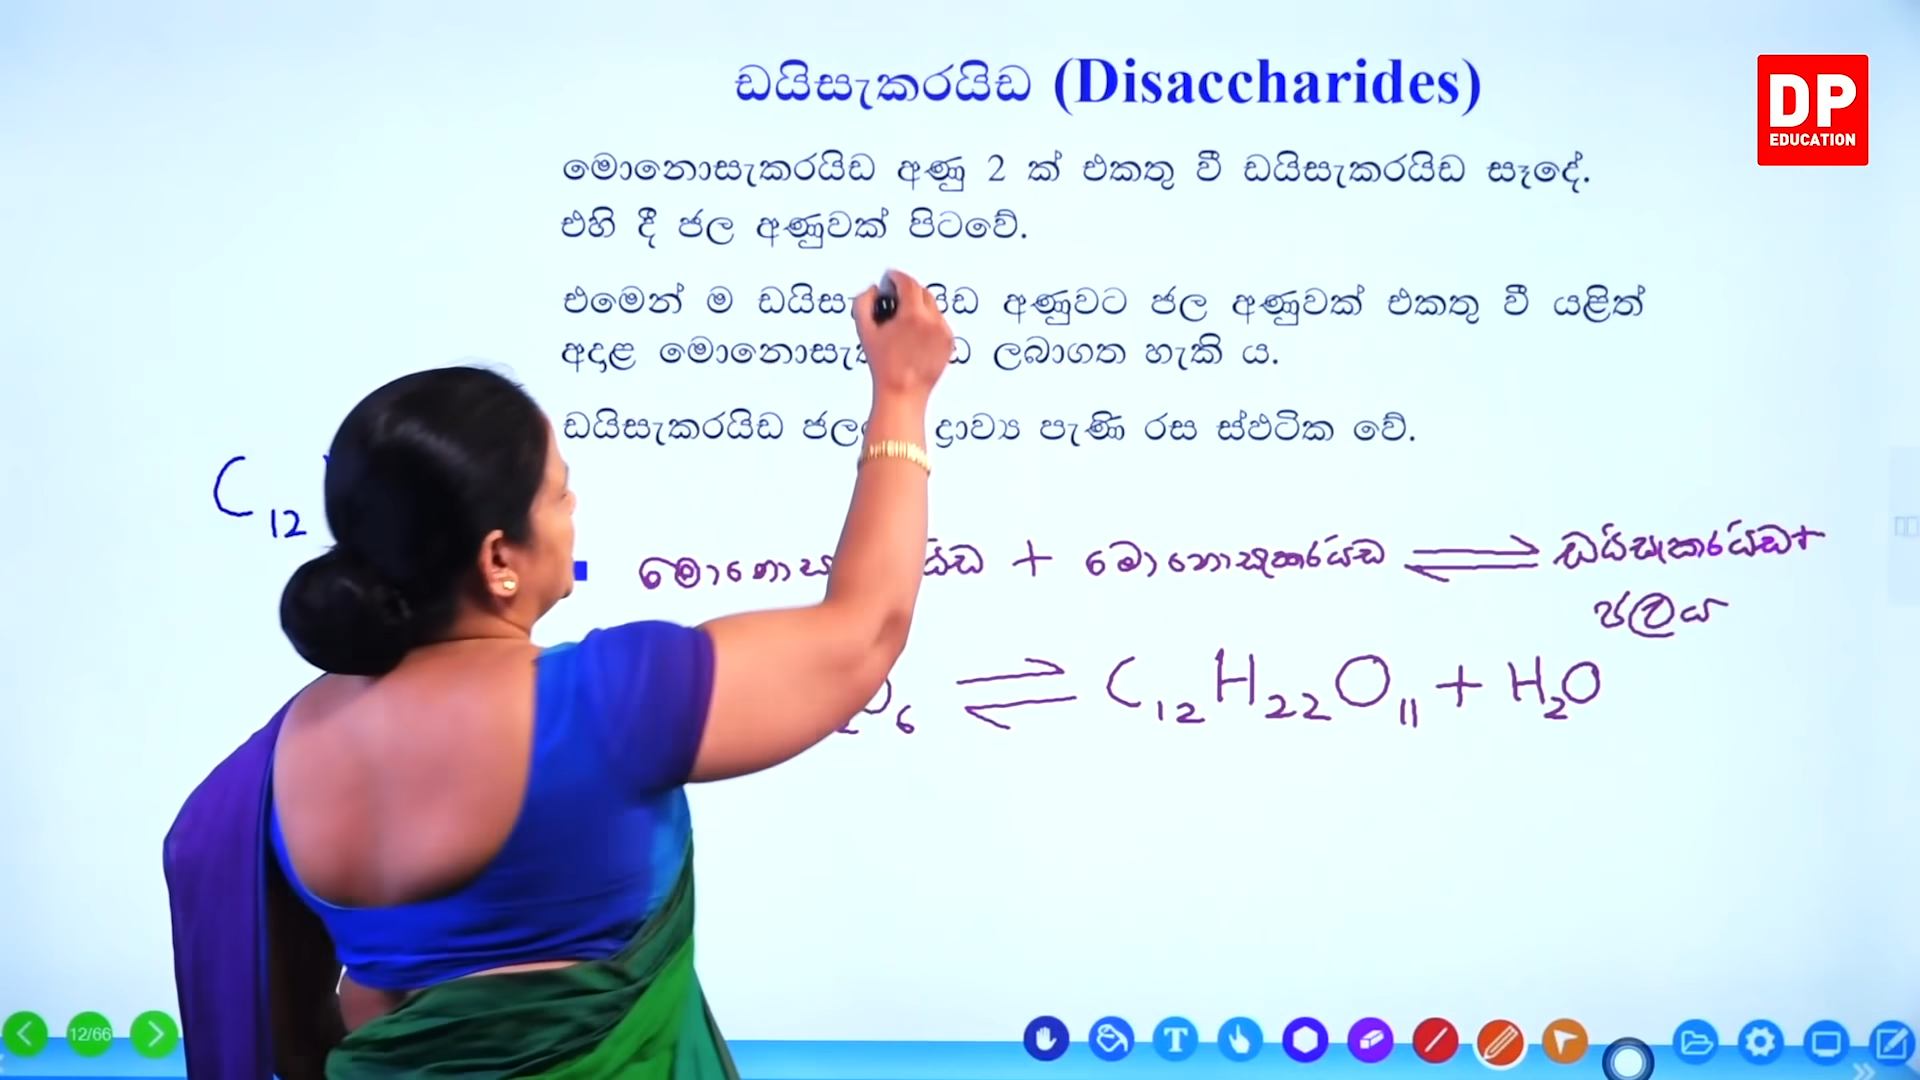 ඩයිසැකරයිඩ (Disaccharides)
DP
EDUCATION
මොනොසැකරයිඩ අණු 2 ක් එකතු වී ඩයිසැකරයිඩ සෑදේ.
එහි දී ජල අණුවක් පිටවේ.
එමෙන් ම අණුවට ජල අණුවක් එකතු වී යළිත්
අදාළ ලබාගත හැකි ය.
ඩයිසැකරයිඩ ද්‍රාව්‍ය පැණි රස ස්ඵටික වේ.
C12
+ මොනොසැකරයිඩ ⇌ ඩයිසැකරයිඩ +
ජලය
O6 ⇌ C12H22O11 + H2O
12/66